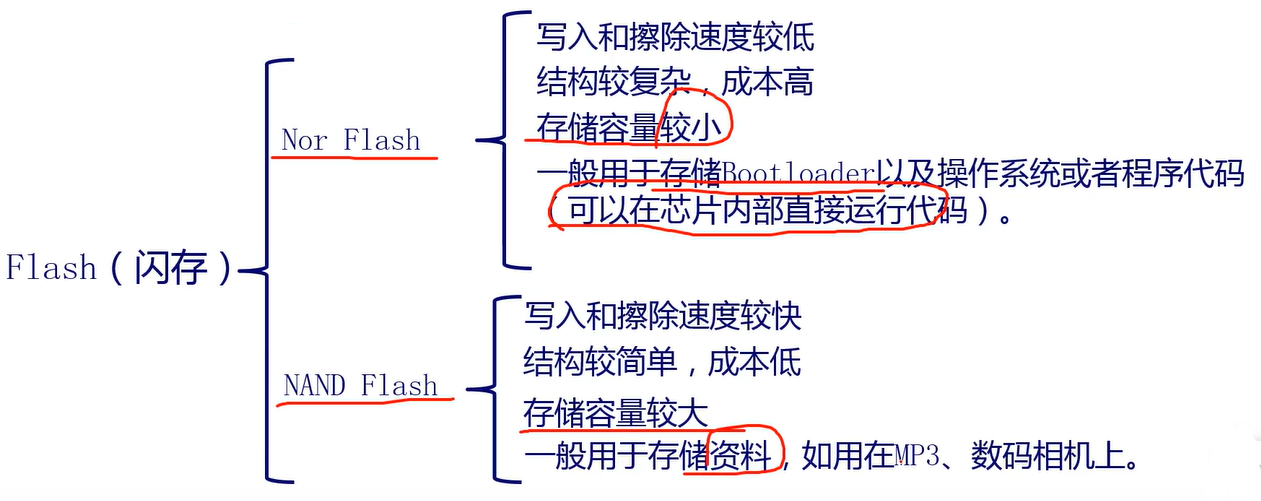 Flash（闪存）
Nor Flash
写入和擦除速度较低
结构较复杂，成本高
存储容量较小
一般用于存储Bootloader以及操作系统或者程序代码
（可以在芯片内部直接运行代码）。
NAND Flash
写入和擦除速度较快
结构较简单，成本低
存储容量较大
一般用于存储资料，如用在MP3、数码相机上。